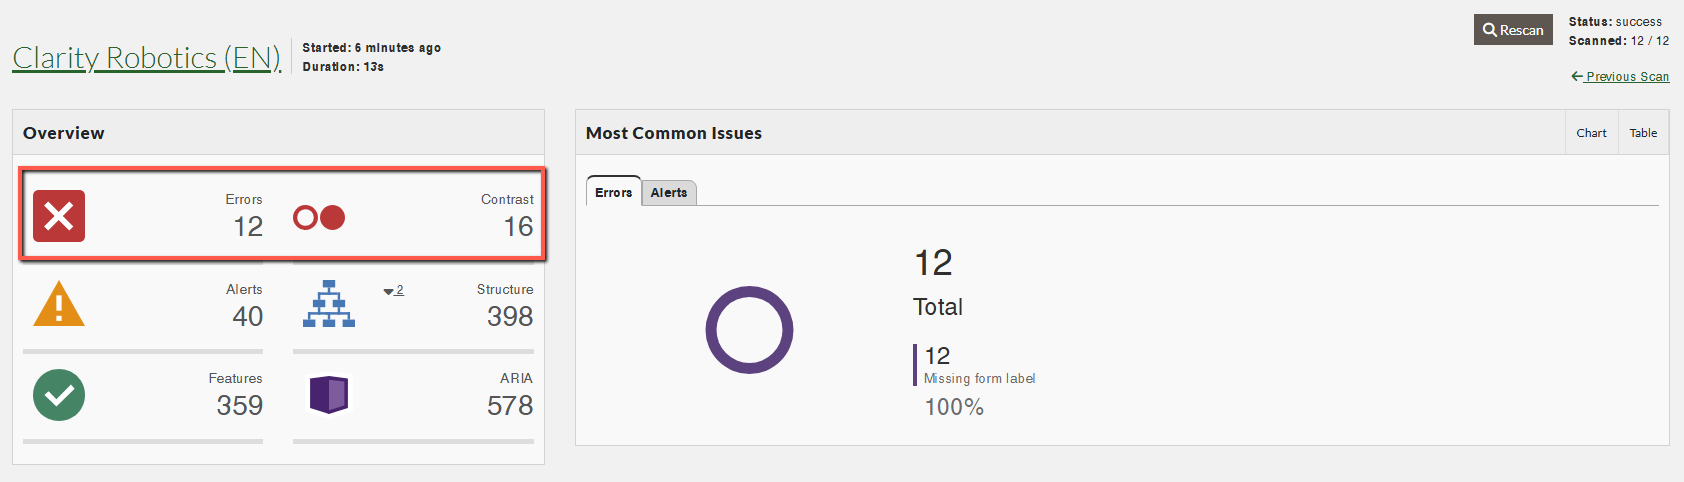 Clarity Robotics (EN)
Started: 6 minutes ago
Duration: 13s
Rescan
Status: success
Scanned: 12 / 12
Previous Scan
Overview
Errors
12
Contrast
16
Alerts
40
2
Structure
398
Features
359
ARIA
578
Most Common Issues
Chart
Table
Errors
Alerts
12
Total
12
Missing form label
100%